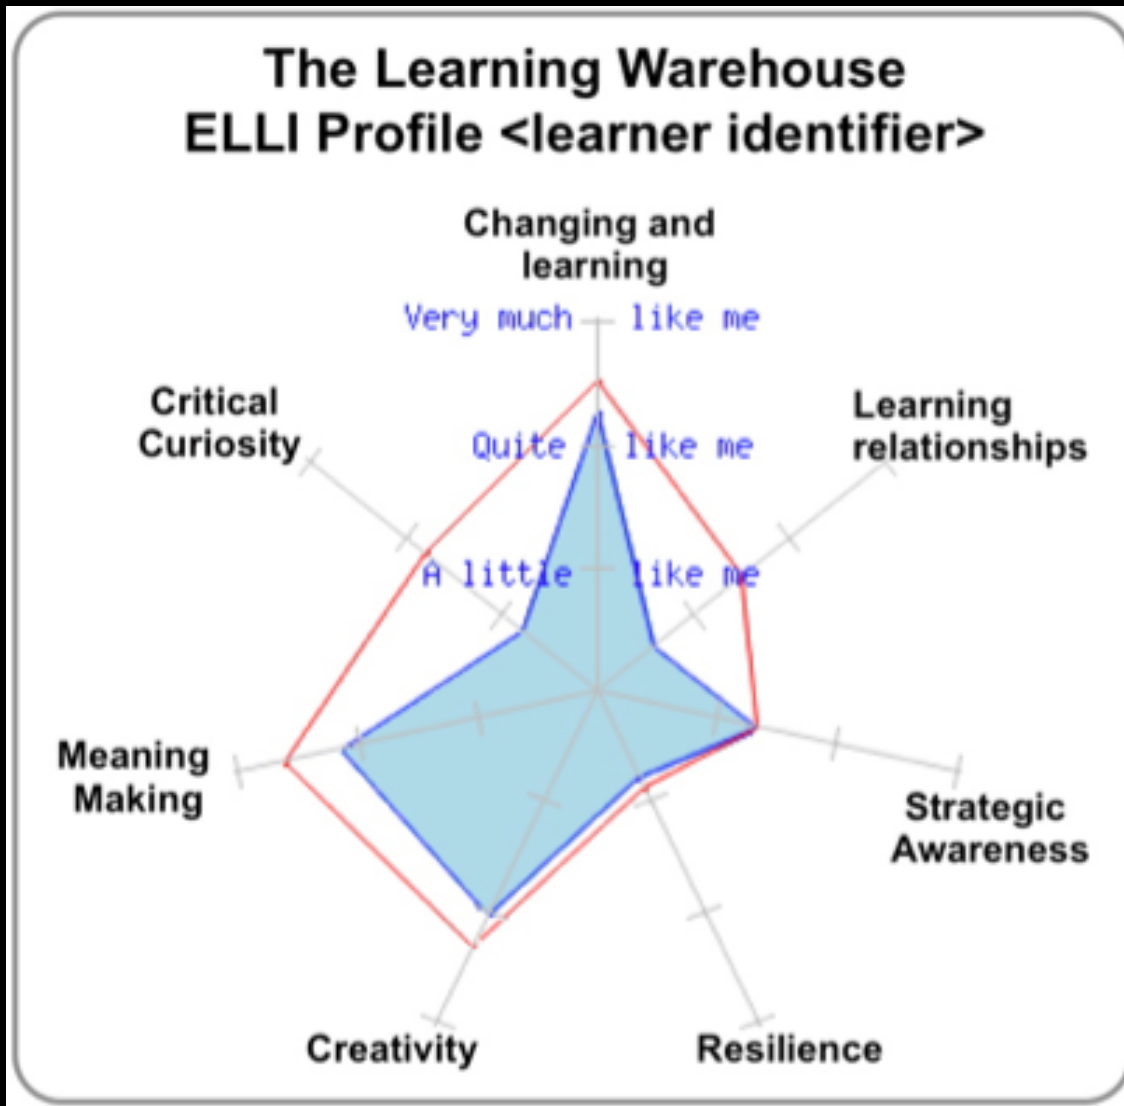 The Learning Warehouse
ELLI Profile <learner identifier>
Changing and
learning
Very much like me
Critical
Curiosity
Learning
relationships
Quite like me
A little like me
Meaning
Making
Strategic
Awareness
Creativity
Resilience